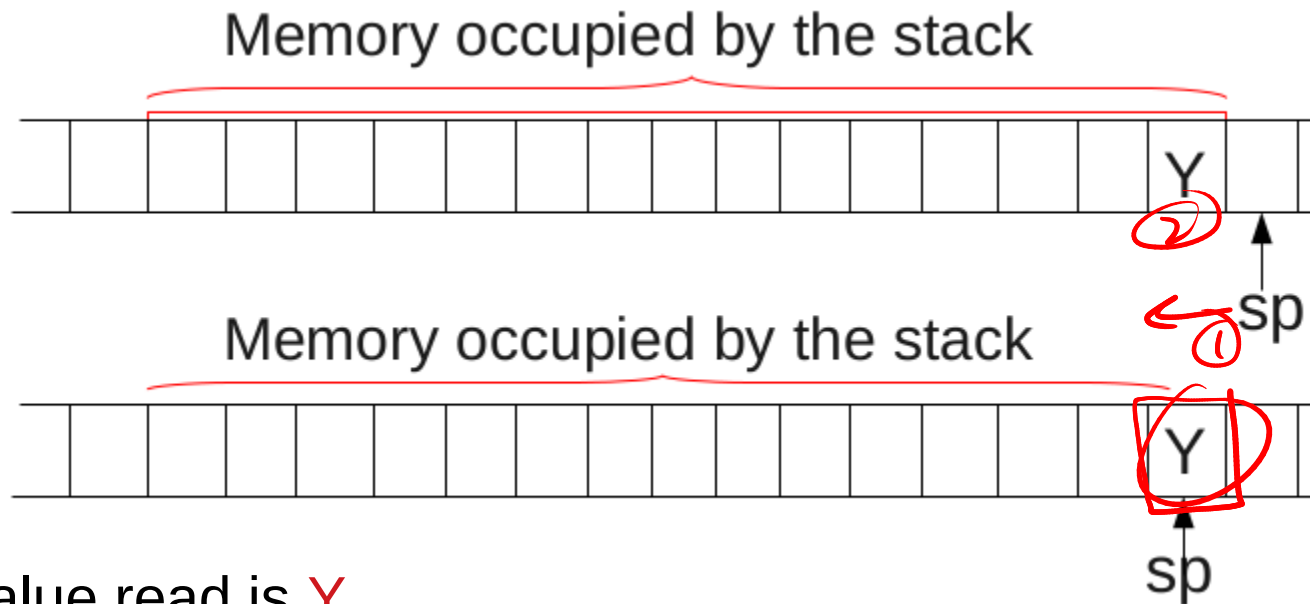 Memory occupied by the stack
Y
2
sp
1
Memory occupied by the stack
Y
sp
alue read is Y